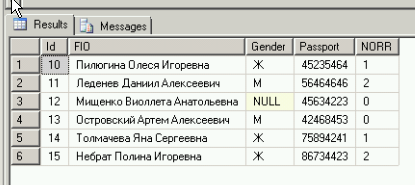 Results Messages
Id FIO Gender Passport NORR
1 10 Пилюгина Олеся Игоревна Ж 45235464 1
2 11 Леденев Даниил Алексеевич М 56464646 2
3 12 Мищенко Виоллета Анатольевна NULL 45634223 0
4 13 Островский Артем Алексеевич М 42468453 0
5 14 Толмачева Яна Сергеевна Ж 75894241 1
6 15 Небрат Полина Игоревна Ж 86734423 2